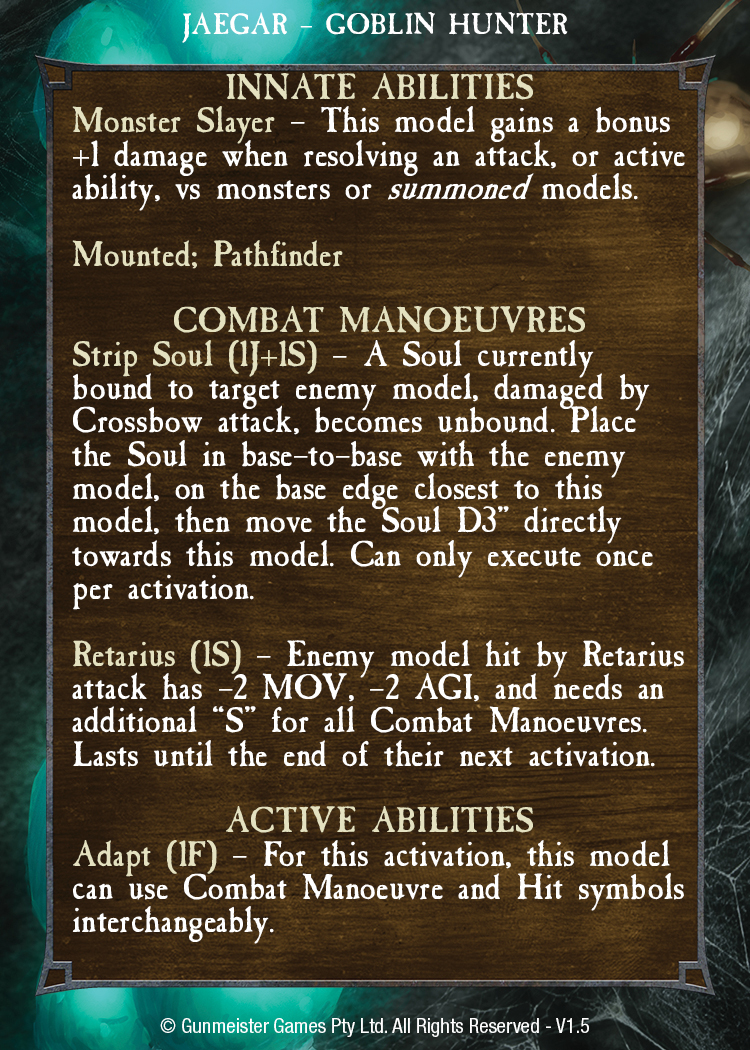 JAEGAR – GOBLIN HUNTER
INNATE ABILITIES
Monster Slayer – This model gains a bonus
+1 damage when resolving an attack, or active
ability, vs monsters or summoned models.
Mounted; Pathfinder
COMBAT MANOEUVRES
Strip Soul (1J+1S) – A Soul currently
bound to target enemy model, damaged by
Crossbow attack, becomes unbound. Place
the Soul in base-to-base with the enemy
model, on the base edge closest to this
model, then move the Soul D3" directly
towards this model. Can only execute once
per activation.
Retarius (1S) – Enemy model hit by Retarius
attack has -2 MOV, -2 AGI, and needs an
additional “S” for all Combat Manoeuvres.
Lasts until the end of their next activation.
ACTIVE ABILITIES
Adapt (1F) – For this activation, this model
can use Combat Manoeuvre and Hit symbols
interchangeably.
© Gunmeister Games Pty Ltd. All Rights Reserved - V1.5